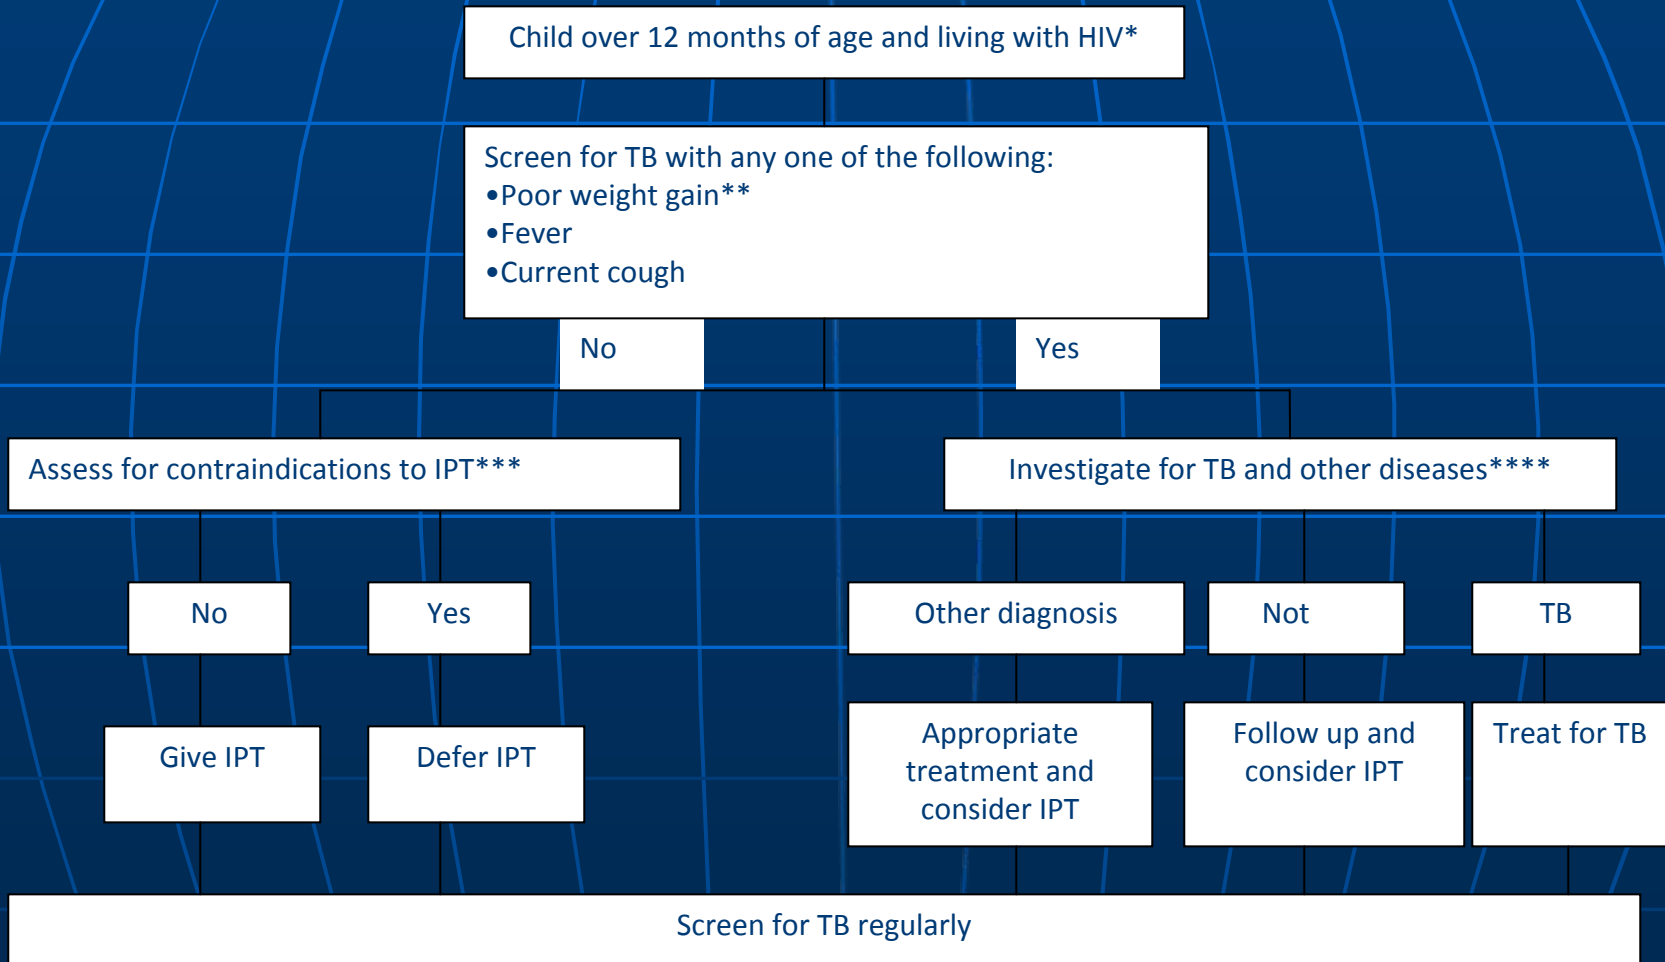 Child over 12 months of age and living with HIV*
Screen for TB with any one of the following:
•Poor weight gain**
•Fever
•Current cough
No
Yes
Assess for contraindications to IPT***
Investigate for TB and other diseases****
No
Yes
Other diagnosis
Not
TB
Give IPT
Defer IPT
Appropriate
treatment and
consider IPT
Follow up and
consider IPT
Treat for TB
Screen for TB regularly